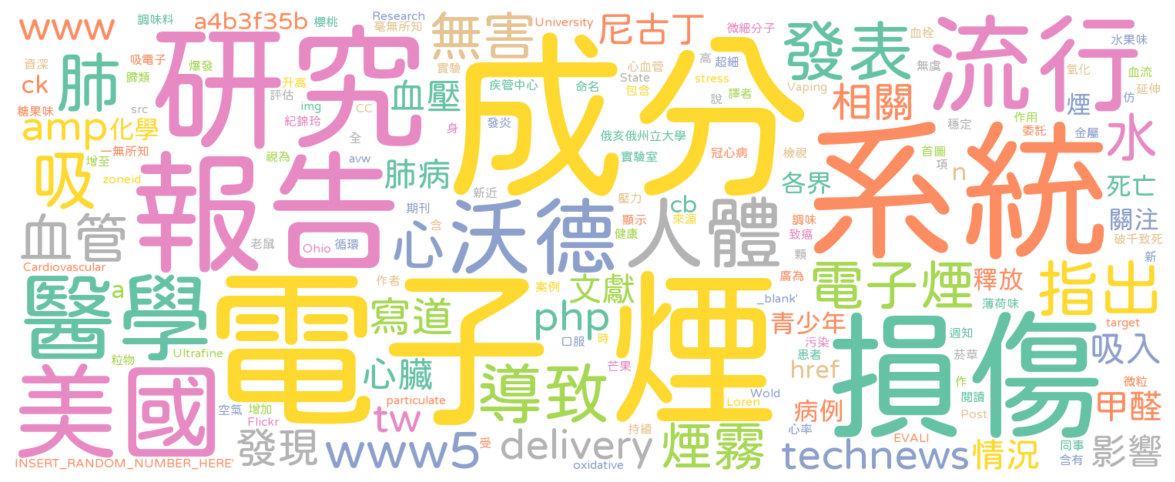 www
調味料
a4b3f35b
櫻桃
Research
毫無所知
無害
University
尼古丁
微細分子
發表
血栓
流行
水果味
資深
吸電子
爆發
研究
實驗
成分
心血管
高
超細
無虞
氧化
血流
ck
肺
歸類
升高
評估
img
CC
血壓
疾管中心
State
包含
命名
stress
說
譯者
Vaping
相關
煙
仿
延伸
糖果味
src
紀錦玲
身
發炎
俄亥俄州立大學
穩定
作用
委託
金屬
amp
化學
一無所知
全
視為
avw
實驗室
冠心病
檢視
首圖
項
水
吸
增至
zoneid
報告
肺病
新近
壓力
cb
來源
各界
n
系統
死亡
血管
老鼠
Ohio
循環
期刊
含
心
沃德
顯示
健康
人體
調味
致癌
顆
關注
破千致死
新
Cardiovascular
作者
案例
文獻
_blank'
廣為
電子煙
釋放
薄荷味
指出
醫學
a
電子煙
寫道
php
口服
時
青少年
污染
週知
target
粒物
Ultrafine
心臟
導致
芒果
href
患者
損傷
菸草
作
閱讀
吸入
微粒
美國
空氣
增加
Flickr
particulate
tw
Loren
Wold
病例
Post
甲醛
發現
www5
受
delivery
持續
煙霧
心率
technews
EVALI
情況
同事
含有
影響
INSERT_RANDOM_NUMBER_HERE'
oxidative